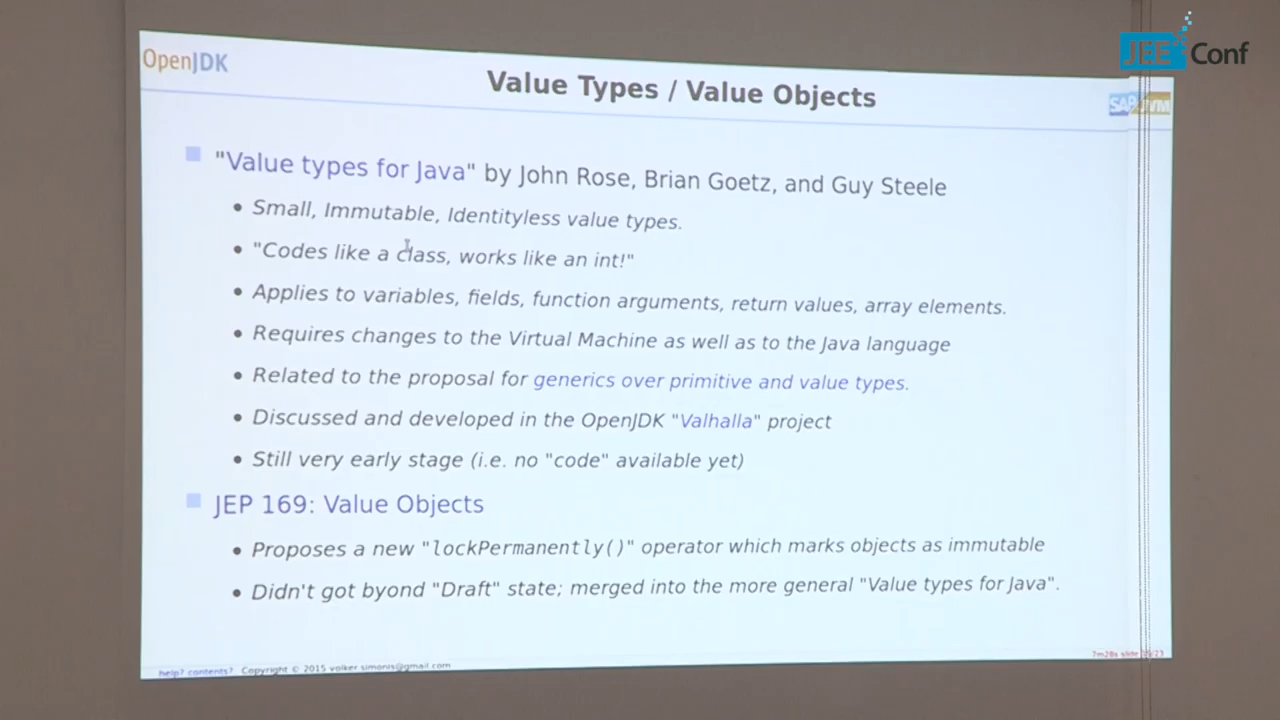 JEE Conf
OpenJDK
Value Types / Value Objects
SAP JVM
"Value types for Java" by John Rose, Brian Goetz, and Guy Steele
Small, Immutable, Identityless value types.
"Codes like a class, works like an int!"
Applies to variables, fields, function arguments, return values, array elements.
Requires changes to the Virtual Machine as well as to the Java language
Related to the proposal for generics over primitive and value types.
Discussed and developed in the OpenJDK "Valhalla" project
Still very early stage (i.e. no "code" available yet)
JEP 169: Value Objects
Proposes a new "lockPermanently()" operator which marks objects as immutable
Didn't got byond "Draft" state; merged into the more general "Value types for Java".
help? contents? Copyright © 2015 volker simonis@gmail.com
7m28s slide